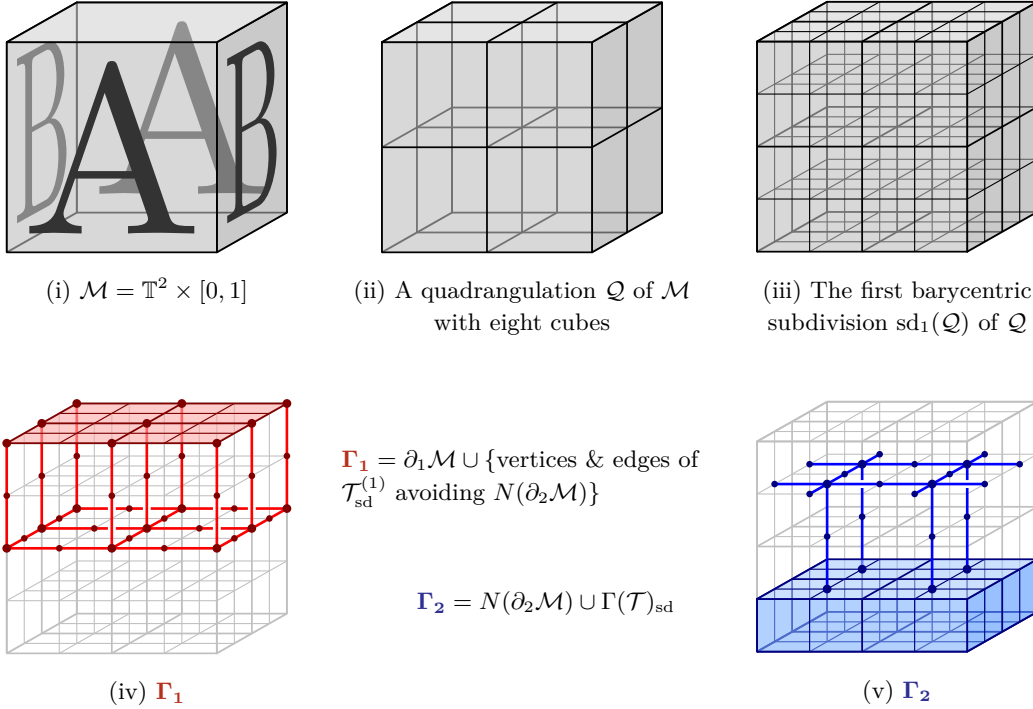 B A A B
(i) ℳ = 𝕋² × [0, 1]
(ii) A quadrangulation 𝒬 of ℳ
with eight cubes
(iii) The first barycentric
subdivision sd₁(𝒬) of 𝒬
Γ₁ = ∂₁ℳ ∪ {vertices & edges of
𝒯_sd^(1) avoiding N(∂₂ℳ)}
Γ₂ = N(∂₂ℳ) ∪ Γ(𝒯)_sd
(iv) Γ₁
(v) Γ₂